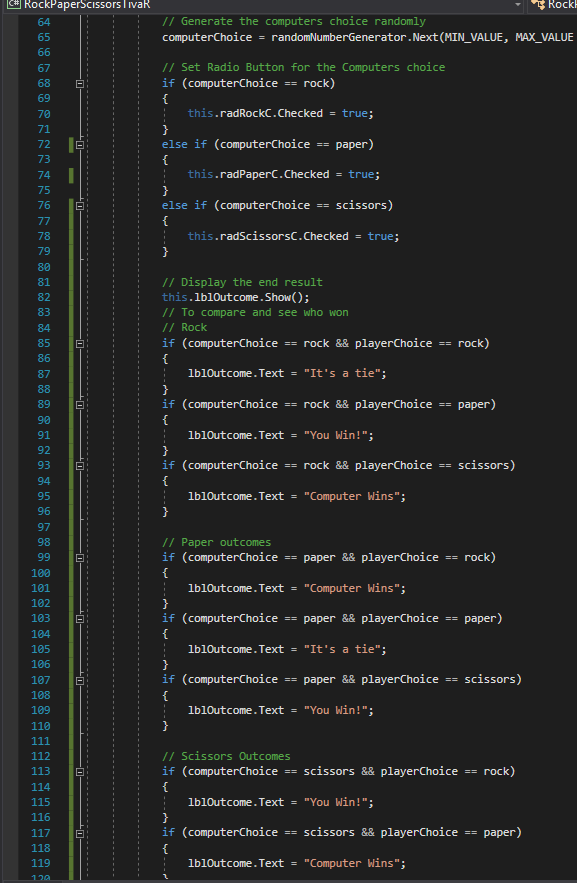 C# RockPaperScissorsTivaR RockP
64 // Generate the computers choice randomly
65 computerChoice = randomNumberGenerator.Next(MIN_VALUE, MAX_VALUE
66
67 // Set Radio Button for the Computers choice
68 if (computerChoice == rock)
69 {
70 this.radRockC.Checked = true;
71 }
72 else if (computerChoice == paper)
73 {
74 this.radPaperC.Checked = true;
75 }
76 else if (computerChoice == scissors)
77 {
78 this.radScissorsC.Checked = true;
79 }
80
81 // Display the end result
82 this.lblOutcome.Show();
83 // To compare and see who won
84 // Rock
85 if (computerChoice == rock && playerChoice == rock)
86 {
87 lblOutcome.Text = "It's a tie";
88 }
89 if (computerChoice == rock && playerChoice == paper)
90 {
91 lblOutcome.Text = "You Win!";
92 }
93 if (computerChoice == rock && playerChoice == scissors)
94 {
95 lblOutcome.Text = "Computer Wins";
96 }
97
98 // Paper outcomes
99 if (computerChoice == paper && playerChoice == rock)
100 {
101 lblOutcome.Text = "Computer Wins";
102 }
103 if (computerChoice == paper && playerChoice == paper)
104 {
105 lblOutcome.Text = "It's a tie";
106 }
107 if (computerChoice == paper && playerChoice == scissors)
108 {
109 lblOutcome.Text = "You Win!";
110 }
111
112 // Scissors Outcomes
113 if (computerChoice == scissors && playerChoice == rock)
114 {
115 lblOutcome.Text = "You Win!";
116 }
117 if (computerChoice == scissors && playerChoice == paper)
118 {
119 lblOutcome.Text = "Computer Wins";
120 }